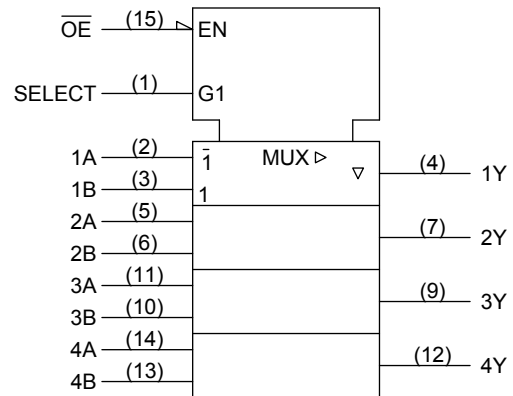 O̅E̅ (15) EN
SELECT (1) G1
1A (2) 1̅ MUX ▷ ▽ (4) 1Y
1B (3) 1
2A (5) (7) 2Y
2B (6)
3A (11) (9) 3Y
3B (10)
4A (14) (12) 4Y
4B (13)